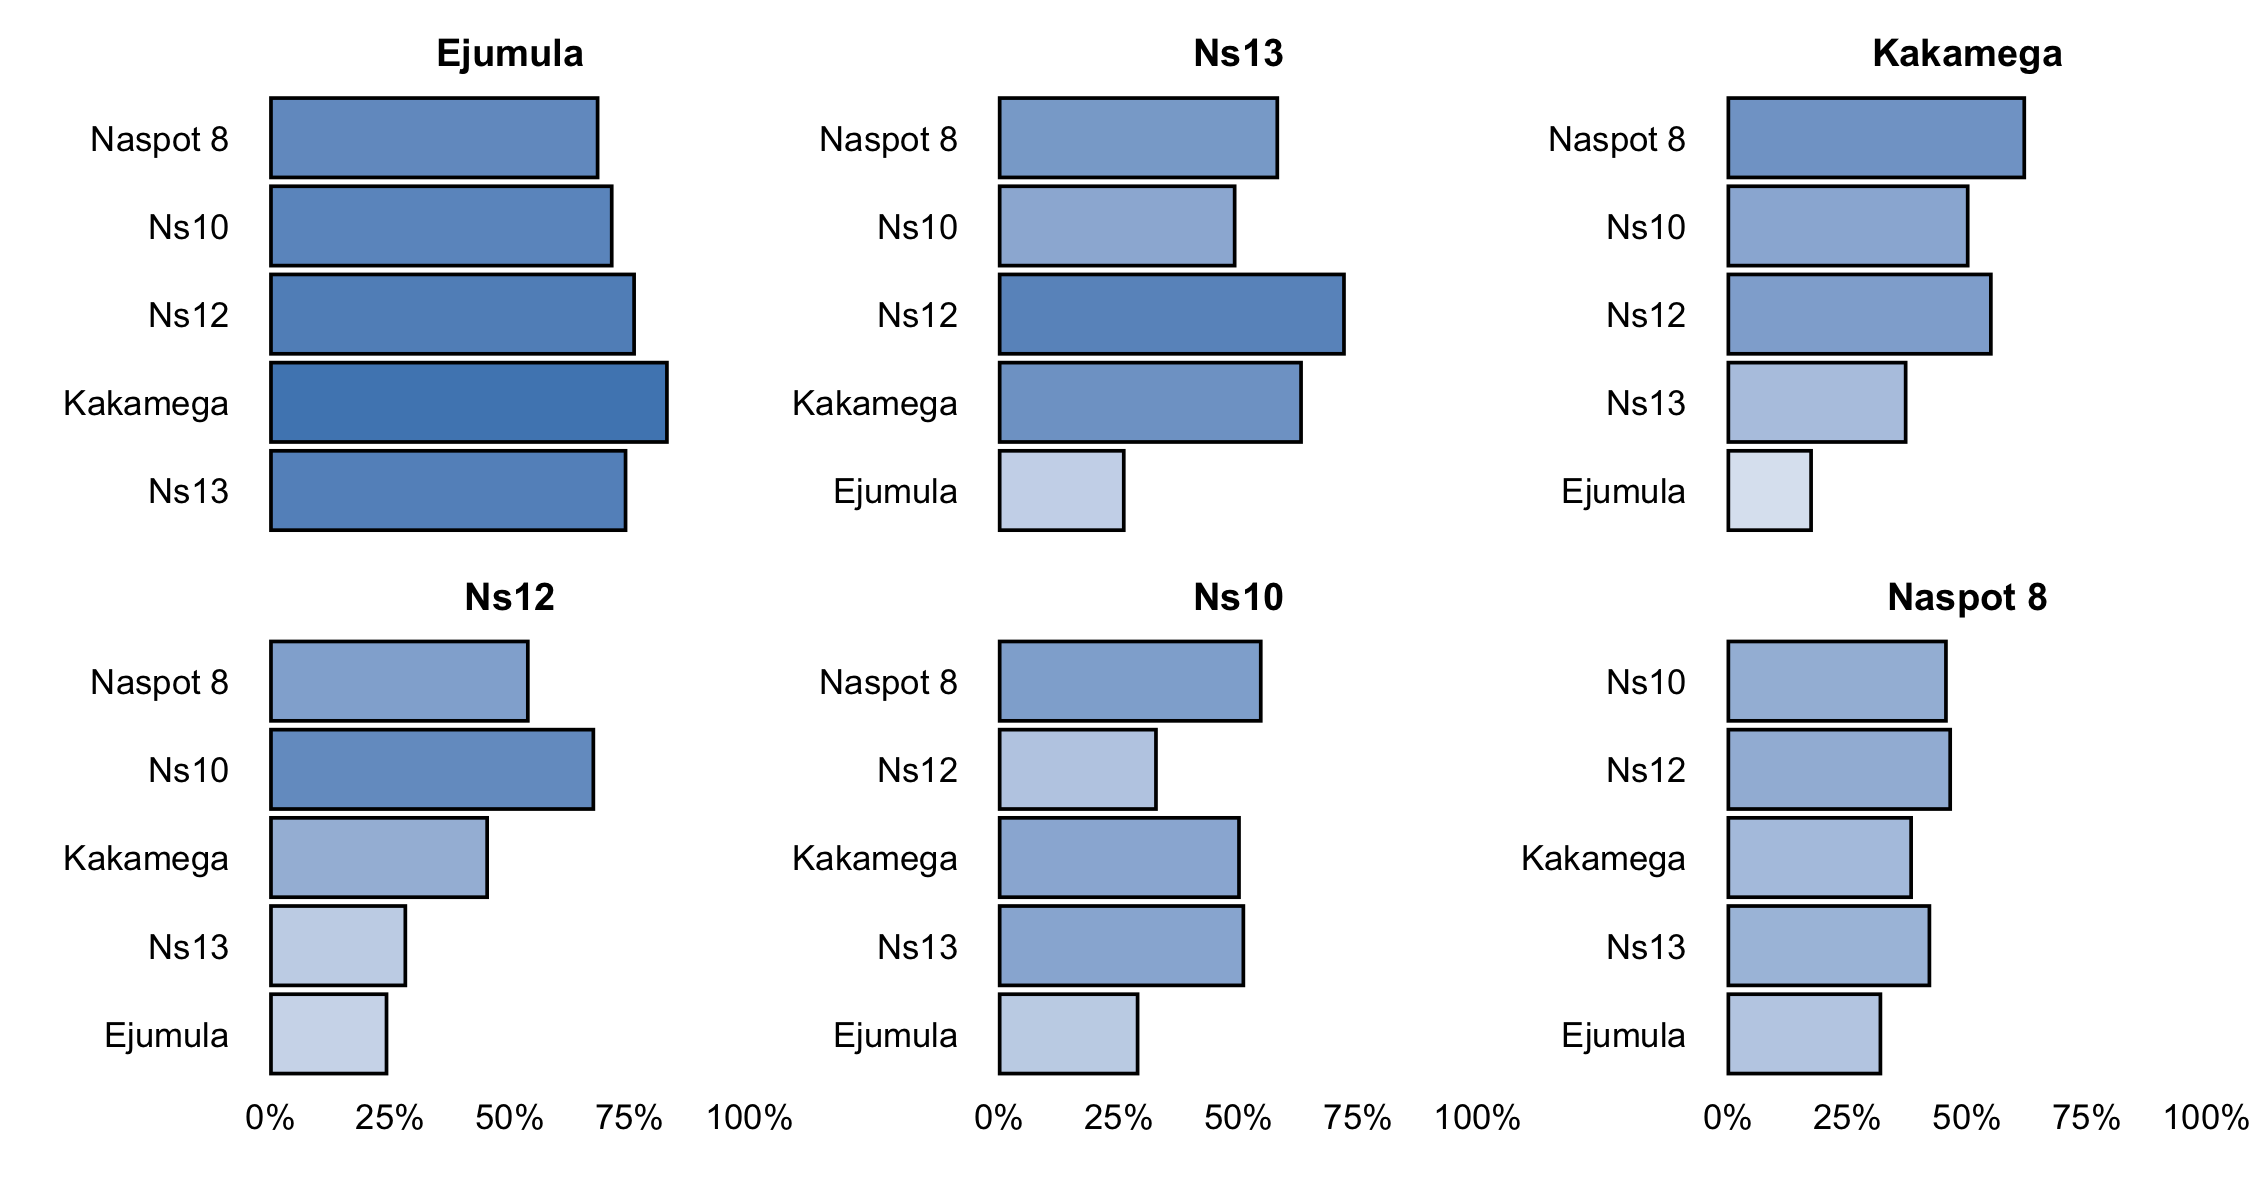 Ejumula
Naspot 8
Ns10
Ns12
Kakamega
Ns13
Ns13
Naspot 8
Ns10
Ns12
Kakamega
Ejumula
Kakamega
Naspot 8
Ns10
Ns12
Ns13
Ejumula
Ns12
Naspot 8
Ns10
Kakamega
Ns13
Ejumula
0% 25% 50% 75% 100%
Ns10
Naspot 8
Ns12
Kakamega
Ns13
Ejumula
0% 25% 50% 75% 100%
Naspot 8
Ns10
Ns12
Kakamega
Ns13
Ejumula
0% 25% 50% 75% 100%